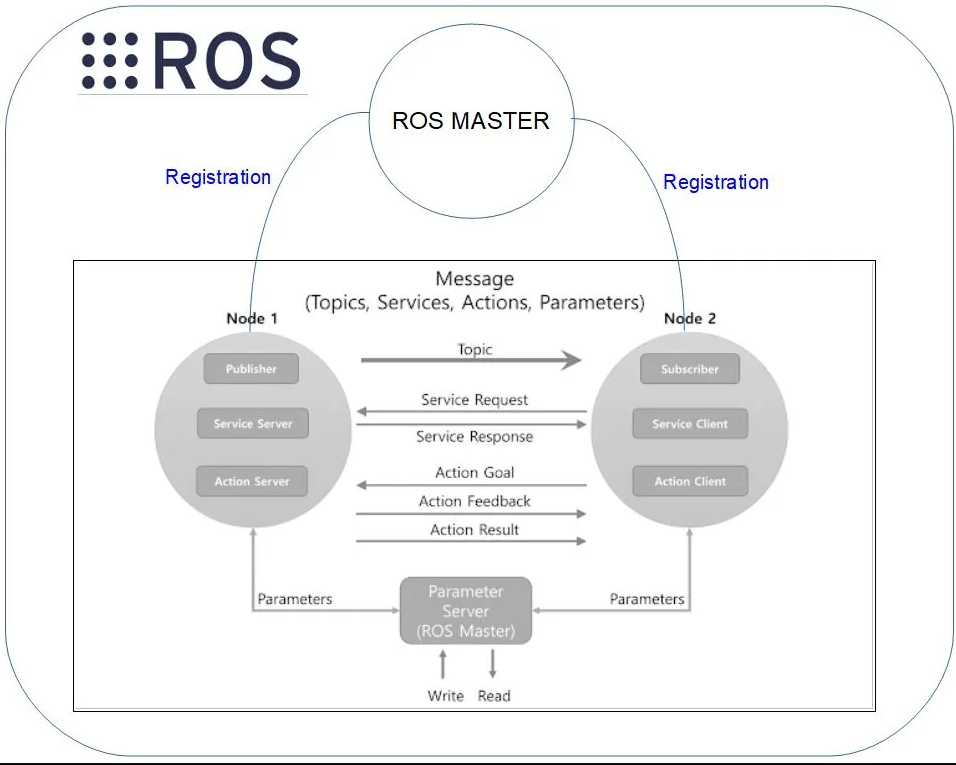 ROS
ROS MASTER
Registration
Registration
Message
(Topics, Services, Actions, Parameters)
Node 1
Node 2
Topic
Publisher
Subscriber
Service Request
Service Server
Service Client
Service Response
Action Goal
Action Server
Action Client
Action Feedback
Action Result
Parameters
Parameter
Server
(ROS Master)
Parameters
Write
Read